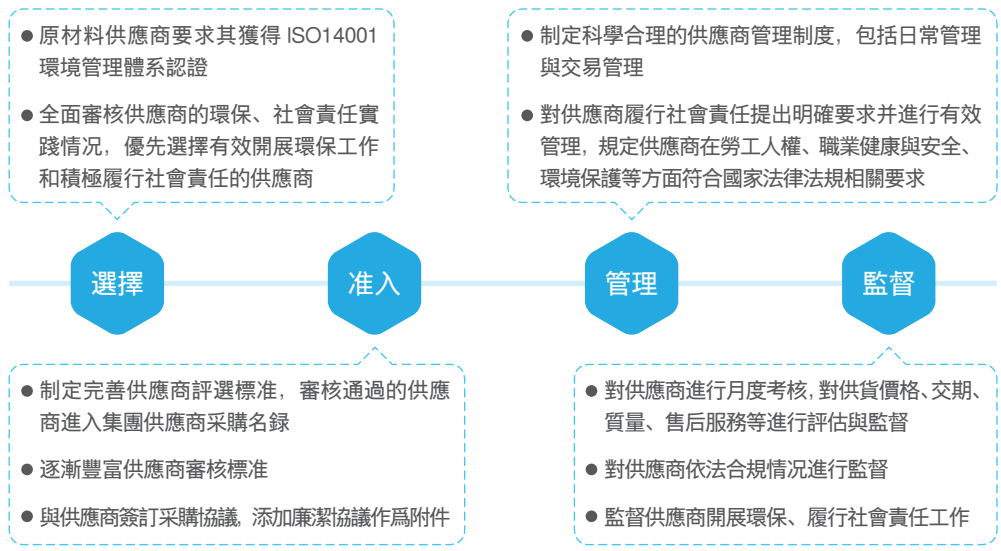 ● 原材料供應商要求其獲得 ISO14001
環境管理體系認證
● 全面審核供應商的環保、社會責任實
踐情况，優先選擇有效開展環保工作
和積極履行社會責任的供應商
● 制定科學合理的供應商管理制度，包括日常管理
與交易管理
● 對供應商履行社會責任提出明確要求并進行有效
管理，規定供應商在勞工人權、職業健康與安全、
環境保護等方面符合國家法律法規相關要求
選擇
准入
管理
監督
● 制定完善供應商評選標准，審核通過的供應
商進入集團供應商采購名録
● 逐漸豐富供應商審核標准
● 與供應商簽訂采購協議，添加廉潔協議作爲附件
● 對供應商進行月度考核，對供貨價格、交期、
質量、售后服務等進行評估與監督
● 對供應商依法合規情况進行監督
● 監督供應商開展環保、履行社會責任工作